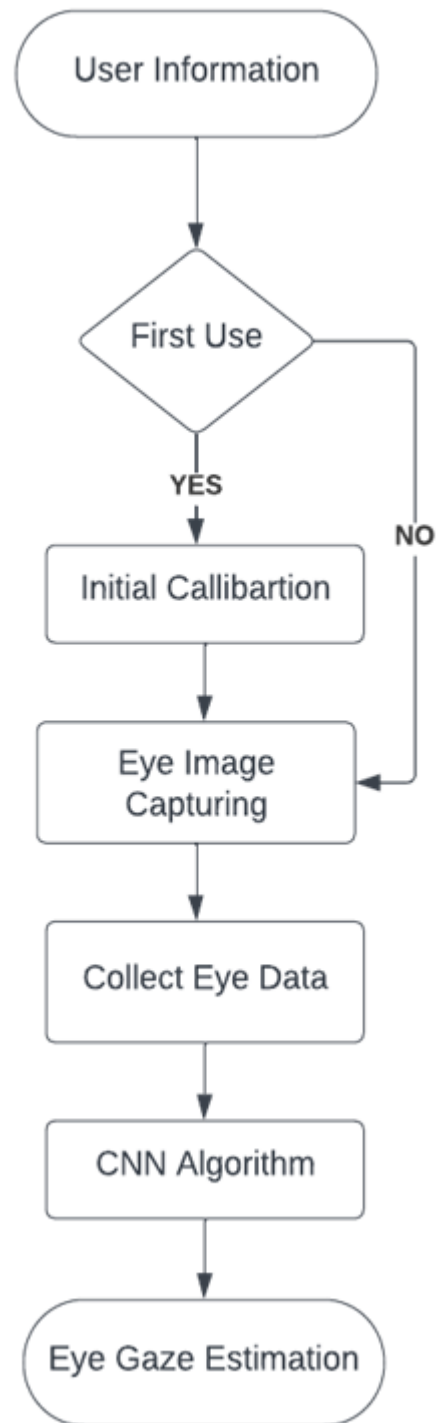 User Information
First Use
YES
NO
Initial Callibartion
Eye Image
Capturing
Collect Eye Data
CNN Algorithm
Eye Gaze Estimation